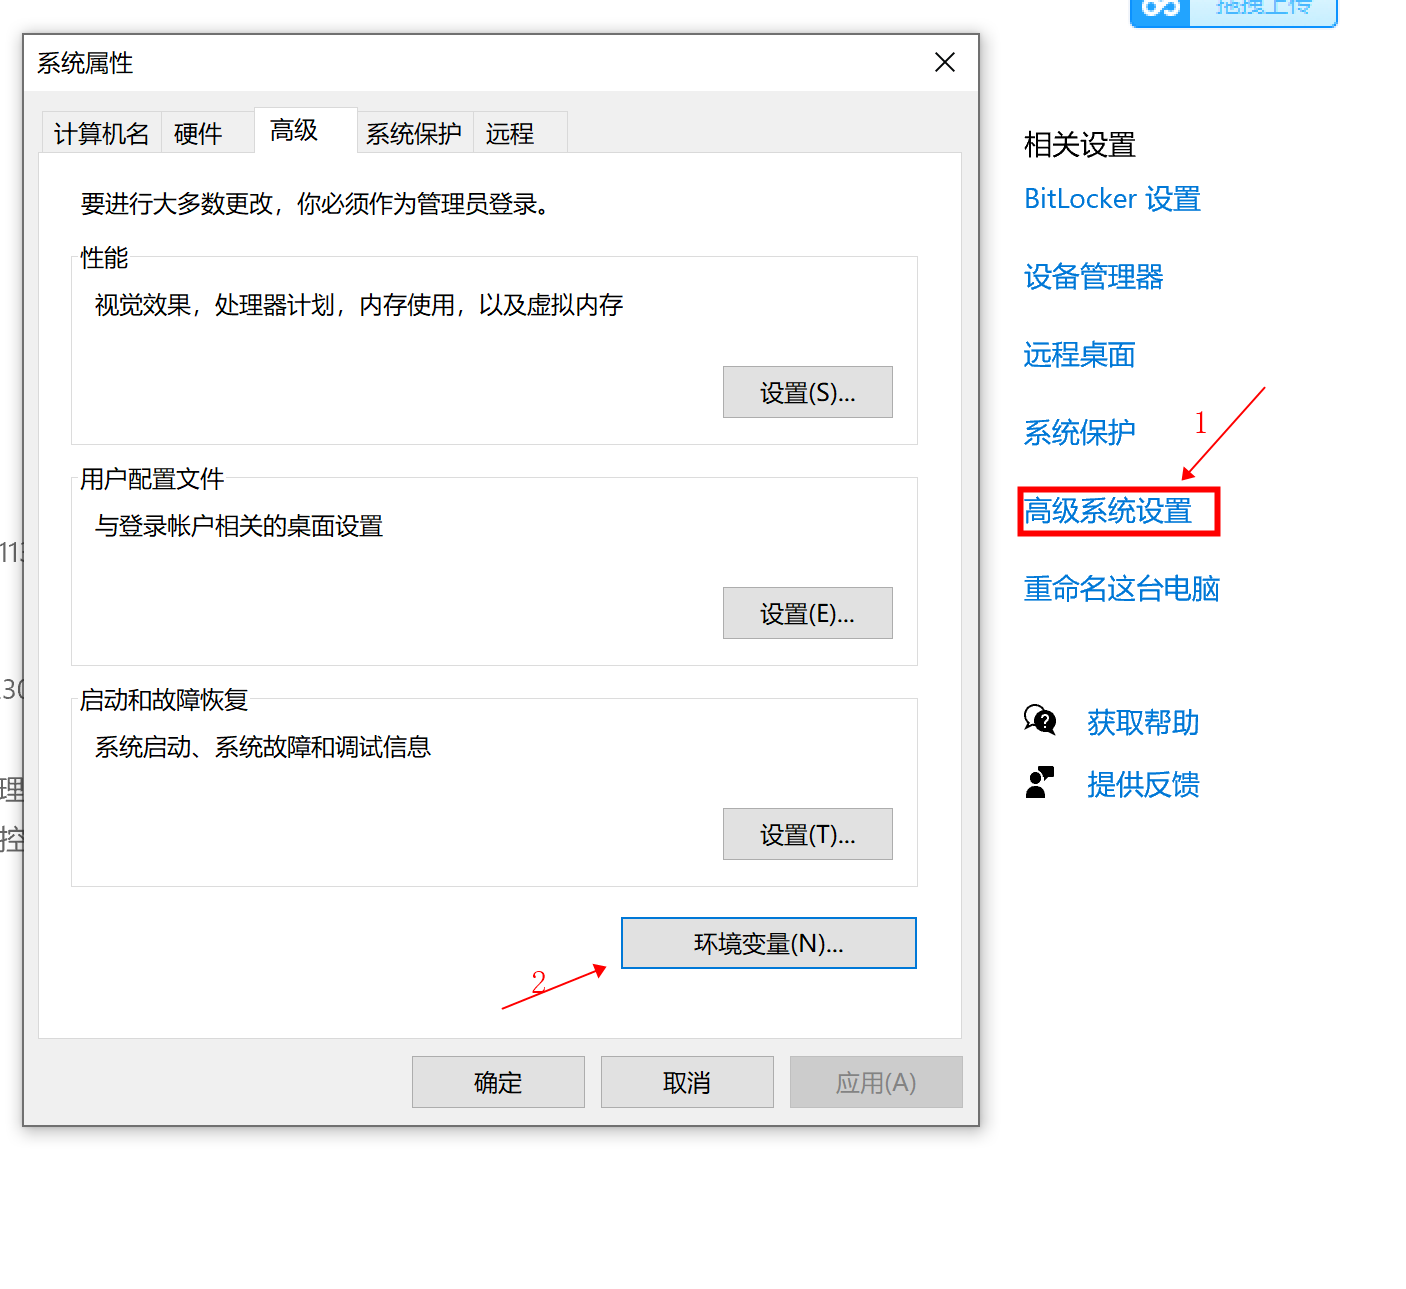 拖拽上传
系统属性
计算机名 硬件 高级 系统保护 远程
要进行大多数更改，你必须作为管理员登录。
性能
视觉效果，处理器计划，内存使用，以及虚拟内存
设置(S)...
用户配置文件
与登录帐户相关的桌面设置
设置(E)...
启动和故障恢复
系统启动、系统故障和调试信息
设置(T)...
环境变量(N)...
2
确定 取消 应用(A)
113
30
理
控
相关设置
BitLocker 设置
设备管理器
远程桌面
系统保护
1
高级系统设置
重命名这台电脑
获取帮助
提供反馈